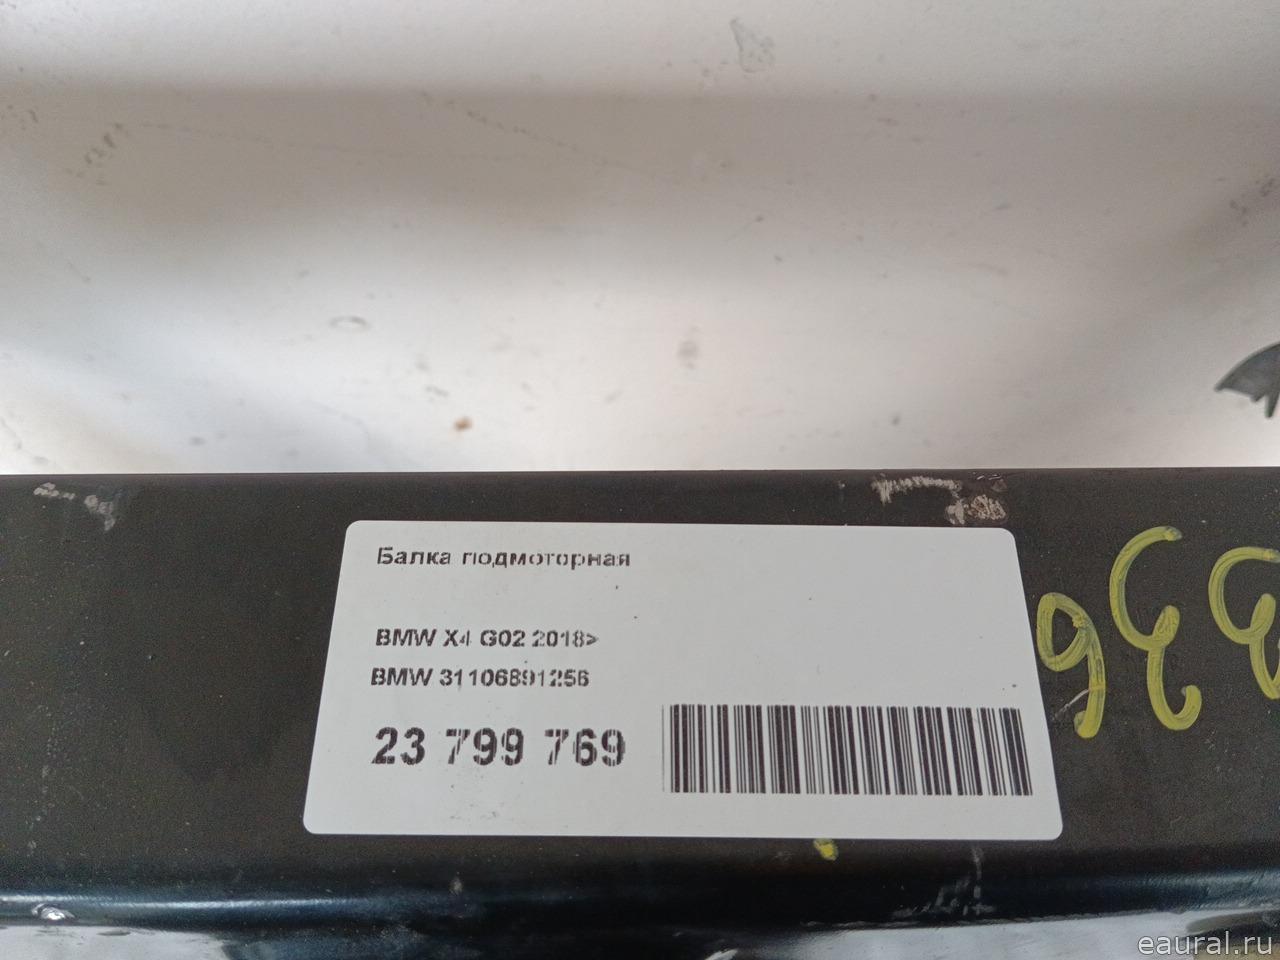 Балка подмоторная
BMW X4 G02 2018>
BMW 31106891256
23 799 769
eaural.ru